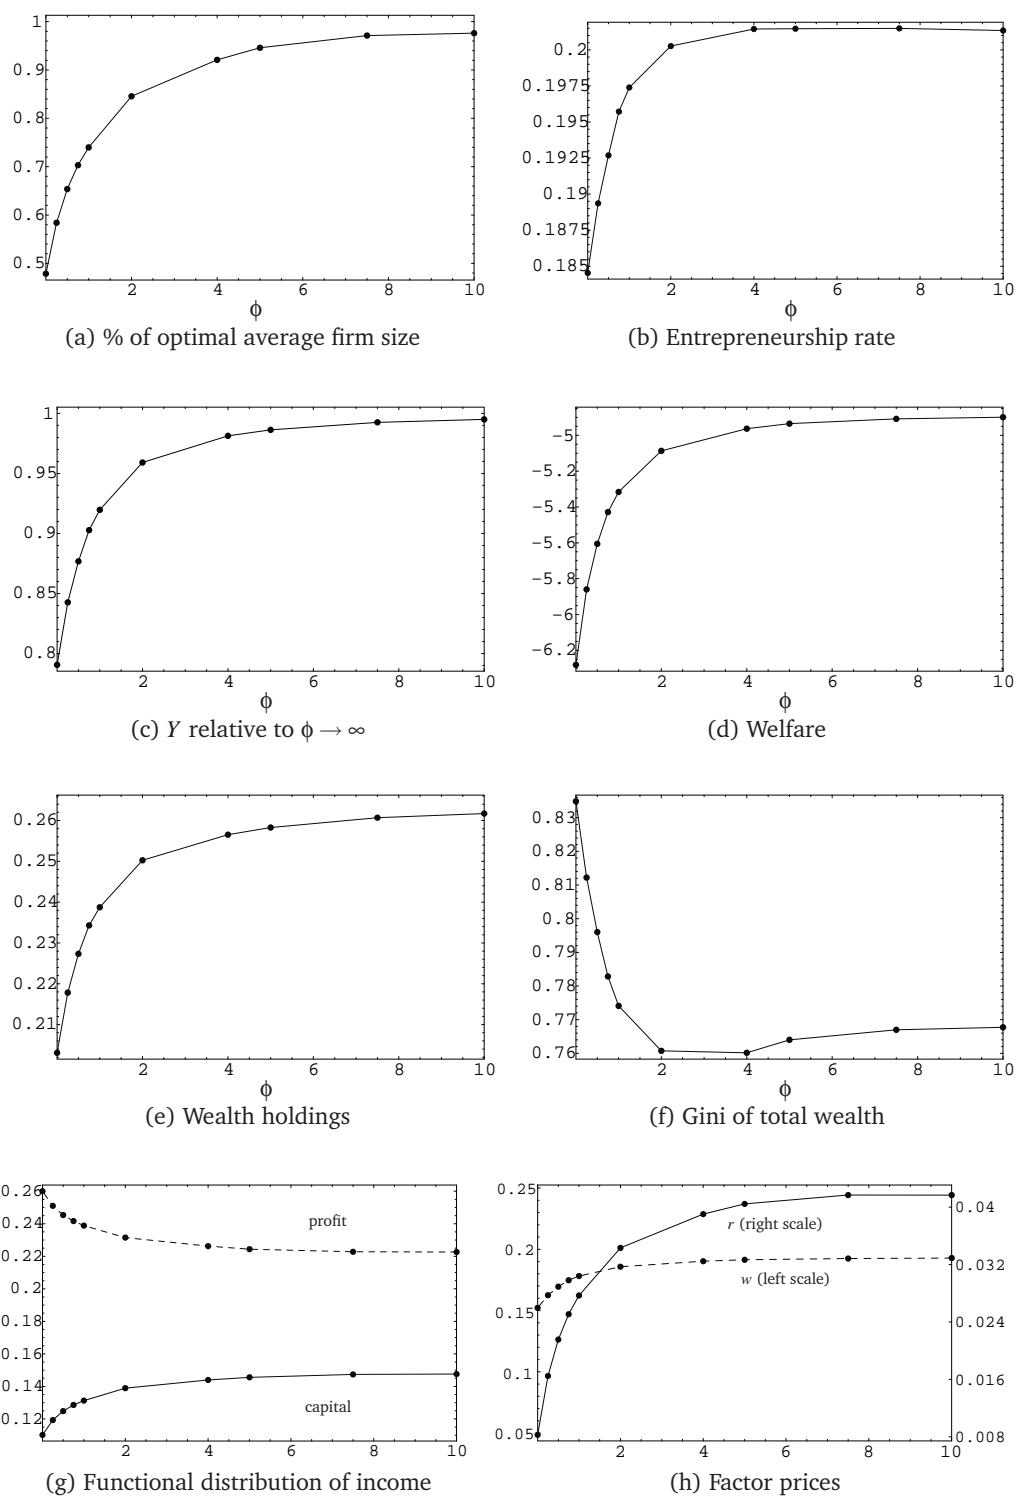 1
0.9
0.8
0.7
0.6
0.5
2 4 6 8 10
ϕ
(a) % of optimal average firm size
0.2
0.1975
0.195
0.1925
0.19
0.1875
0.185
2 4 6 8 10
ϕ
(b) Entrepreneurship rate
1
0.95
0.9
0.85
0.8
2 4 6 8 10
ϕ
(c) Y relative to ϕ → ∞
-5
-5.2
-5.4
-5.6
-5.8
-6
-6.2
2 4 6 8 10
ϕ
(d) Welfare
0.26
0.25
0.24
0.23
0.22
0.21
2 4 6 8 10
ϕ
(e) Wealth holdings
0.83
0.82
0.81
0.8
0.79
0.78
0.77
0.76
2 4 6 8 10
ϕ
(f) Gini of total wealth
0.26
0.24
0.22
0.2
0.18
0.16
0.14
0.12
profit
capital
2 4 6 8 10
(g) Functional distribution of income
0.25
0.2
0.15
0.1
0.05
r (right scale)
w (left scale)
0.04
0.032
0.024
0.016
0.008
2 4 6 8 10
(h) Factor prices